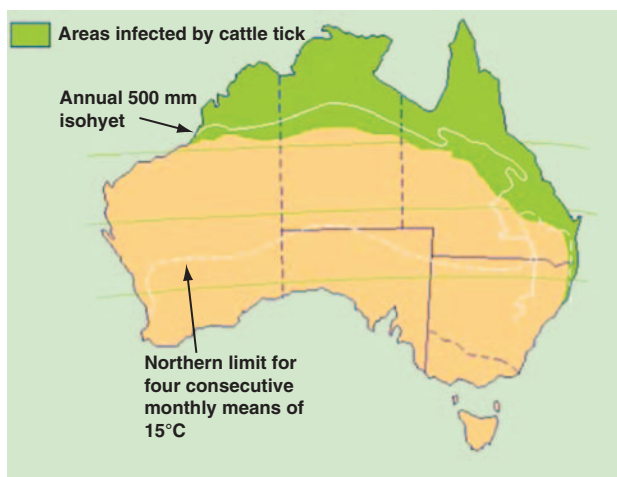 Areas infected by cattle tick
Annual 500 mm
isohyet
Northern limit for
four consecutive
monthly means of
15°C